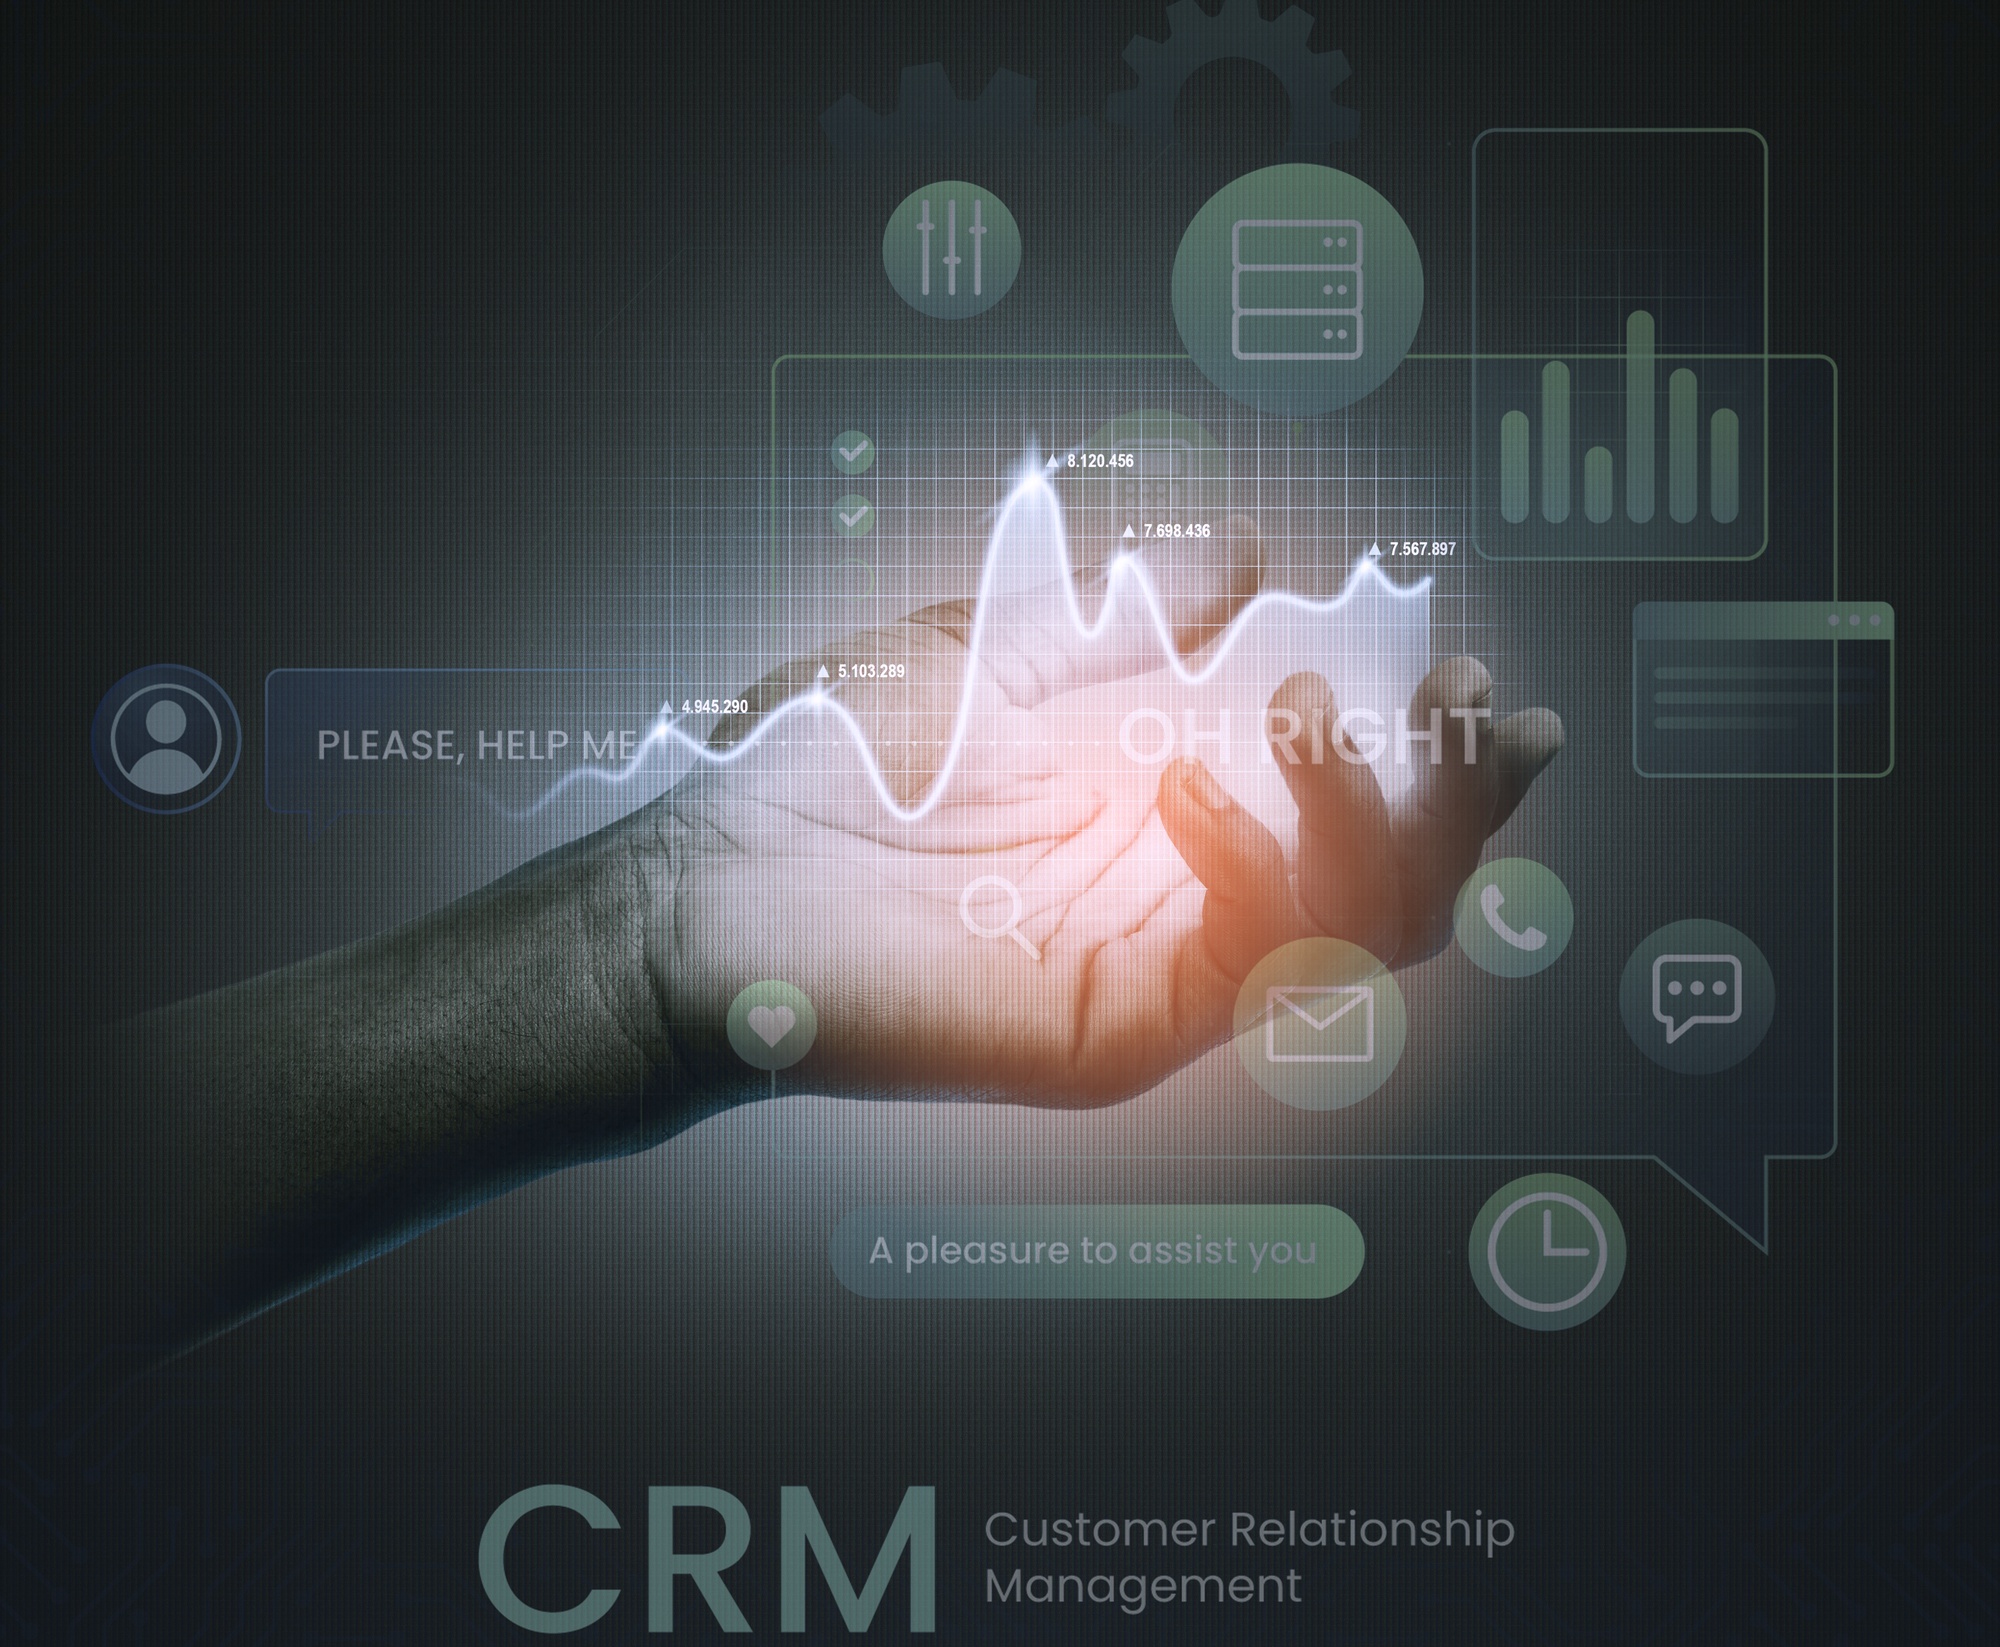 8.120.456
7.698.436
7.567.897
5.103.289
4.945.290
PLEASE, HELP ME
OH RIGHT
A pleasure to assist you
CRM
Customer Relationship
Management